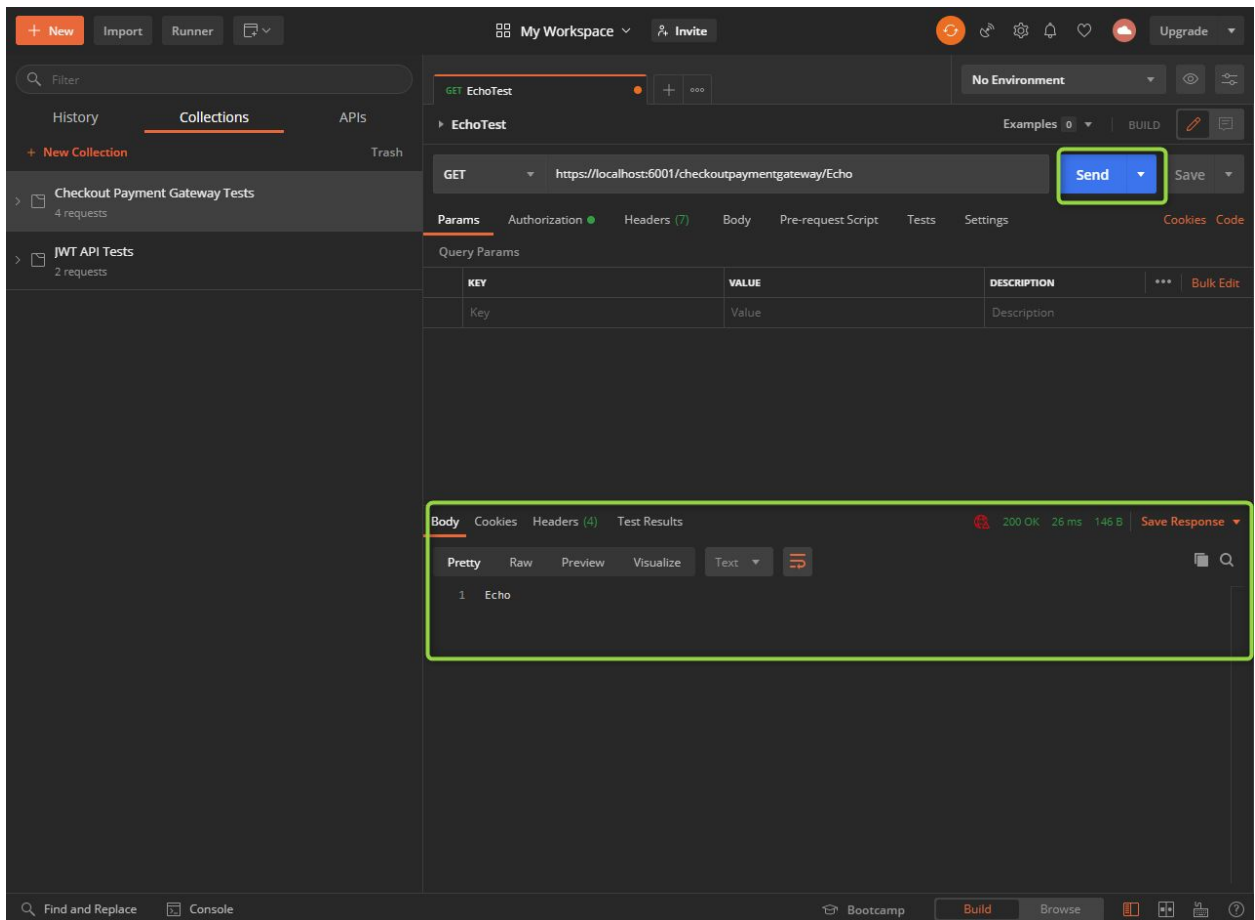 + New Import Runner My Workspace Invite Upgrade
Filter
History Collections APIs
+ New Collection Trash
Checkout Payment Gateway Tests
4 requests
JWT API Tests
2 requests
GET EchoTest No Environment
EchoTest Examples 0 BUILD
GET https://localhost:6001/checkoutpaymentgateway/Echo Send Save
Params Authorization Headers (7) Body Pre-request Script Tests Settings Cookies Code
Query Params
KEY VALUE DESCRIPTION Bulk Edit
Key Value Description
Body Cookies Headers (4) Test Results 200 OK 26 ms 146 B Save Response
Pretty Raw Preview Visualize Text
1 Echo
Find and Replace Console Bootcamp Build Browse